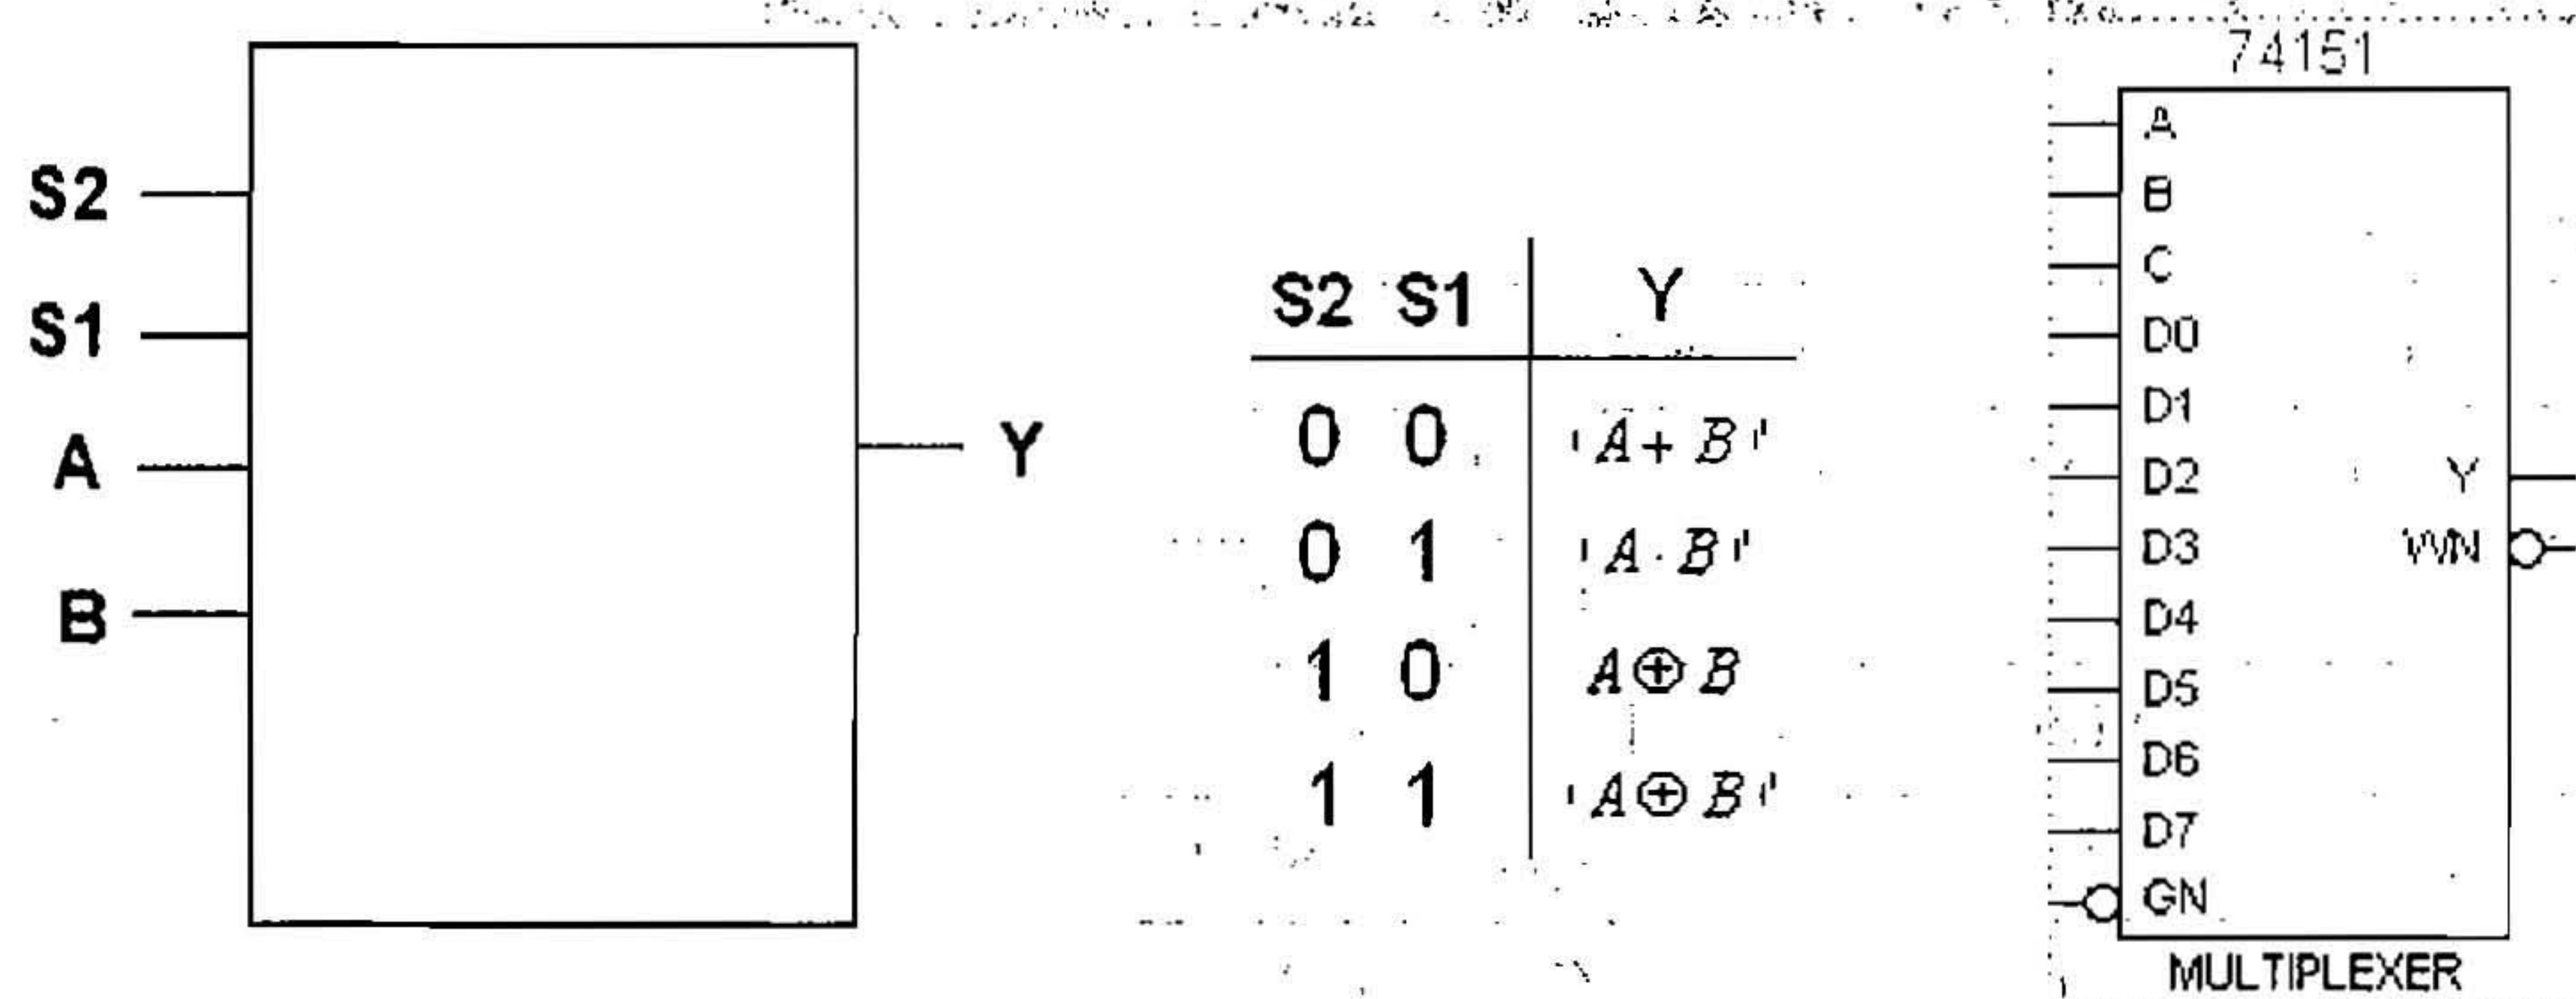 S2
S1
A
B
Y
S2 S1 Y
0 0 'A + B''
0 1 'A · B''
1 0 A ⊕ B
1 1 'A ⊕ B''
74151
A
B
C
D0
D1
D2
D3
D4
D5
D6
D7
GN
Y
WN
MULTIPLEXER